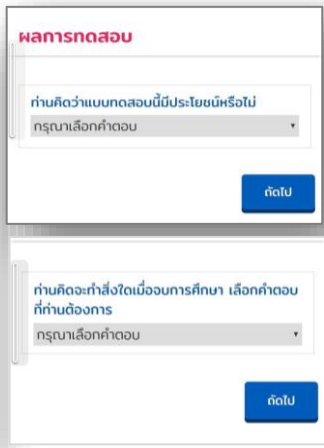 ผลการทดสอบ
ท่านคิดว่าแบบทดสอบนี้มีประโยชน์หรือไม่
กรุณาเลือกคำตอบ
ถัดไป
ท่านคิดจะทำสิ่งใดเมื่อจบการศึกษา เลือกคำตอบ
ที่ท่านต้องการ
กรุณาเลือกคำตอบ
ถัดไป